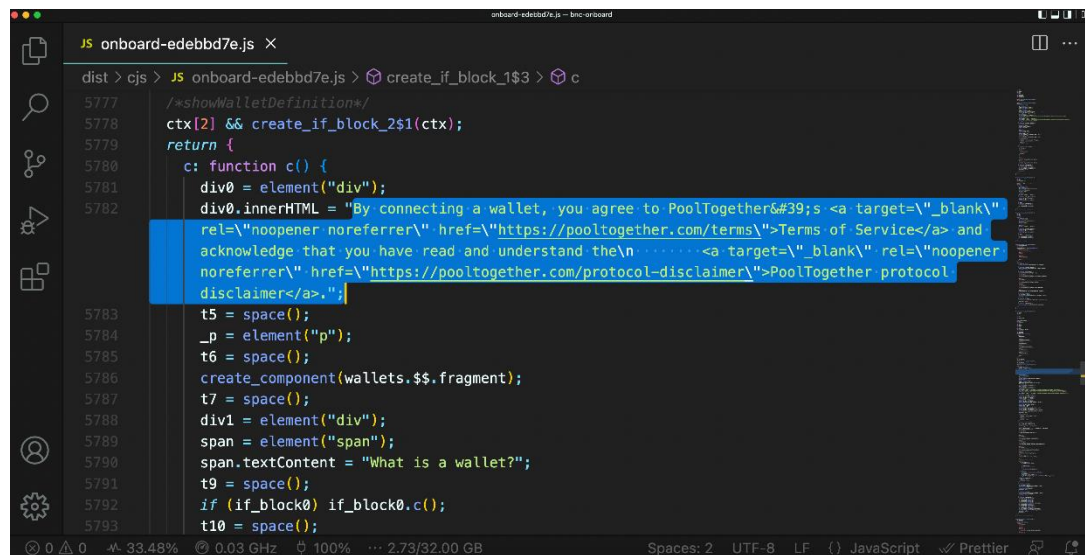 onboard-edebbd7e.js — bnc-onboard
JS onboard-edebbd7e.js ×
dist > cjs > JS onboard-edebbd7e.js > create_if_block_1$3 > c
5777 /*showWalletDefinition*/
5778 ctx[2] && create_if_block_2$1(ctx);
5779 return {
5780 c: function c() {
5781 div0 = element("div");
5782 div0.innerHTML = "By·connecting·a·wallet,·you·agree·to·PoolTogether&#39;s·<a·target=\"_blank\"·
rel=\"noopener·noreferrer\"·href=\"https://pooltogether.com/terms\">Terms·of·Service</a>·and·
acknowledge·that·you·have·read·and·understand·the\n········<a·target=\"_blank\"·rel=\"noopener·
noreferrer\"·href=\"https://pooltogether.com/protocol-disclaimer\">PoolTogether·protocol·
disclaimer</a>.";
5783 t5 = space();
5784 _p = element("p");
5785 t6 = space();
5786 create_component(wallets.$$.fragment);
5787 t7 = space();
5788 div1 = element("div");
5789 span = element("span");
5790 span.textContent = "What is a wallet?";
5791 t9 = space();
5792 if (if_block0) if_block0.c();
5793 t10 = space();
0 0 33.48% 0.03 GHz 100% ··· 2.73/32.00 GB Spaces: 2 UTF-8 LF {} JavaScript Prettier